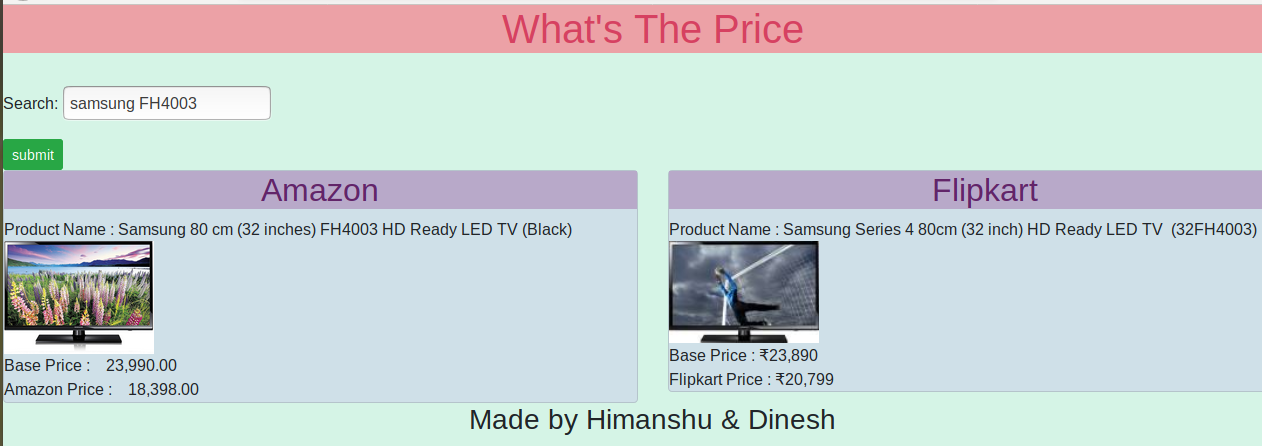 What's The Price
Search: samsung FH4003
submit
Amazon
Product Name : Samsung 80 cm (32 inches) FH4003 HD Ready LED TV (Black)
Base Price : 23,990.00
Amazon Price : 18,398.00
Flipkart
Product Name : Samsung Series 4 80cm (32 inch) HD Ready LED TV (32FH4003)
Base Price : ₹23,890
Flipkart Price : ₹20,799
Made by Himanshu & Dinesh